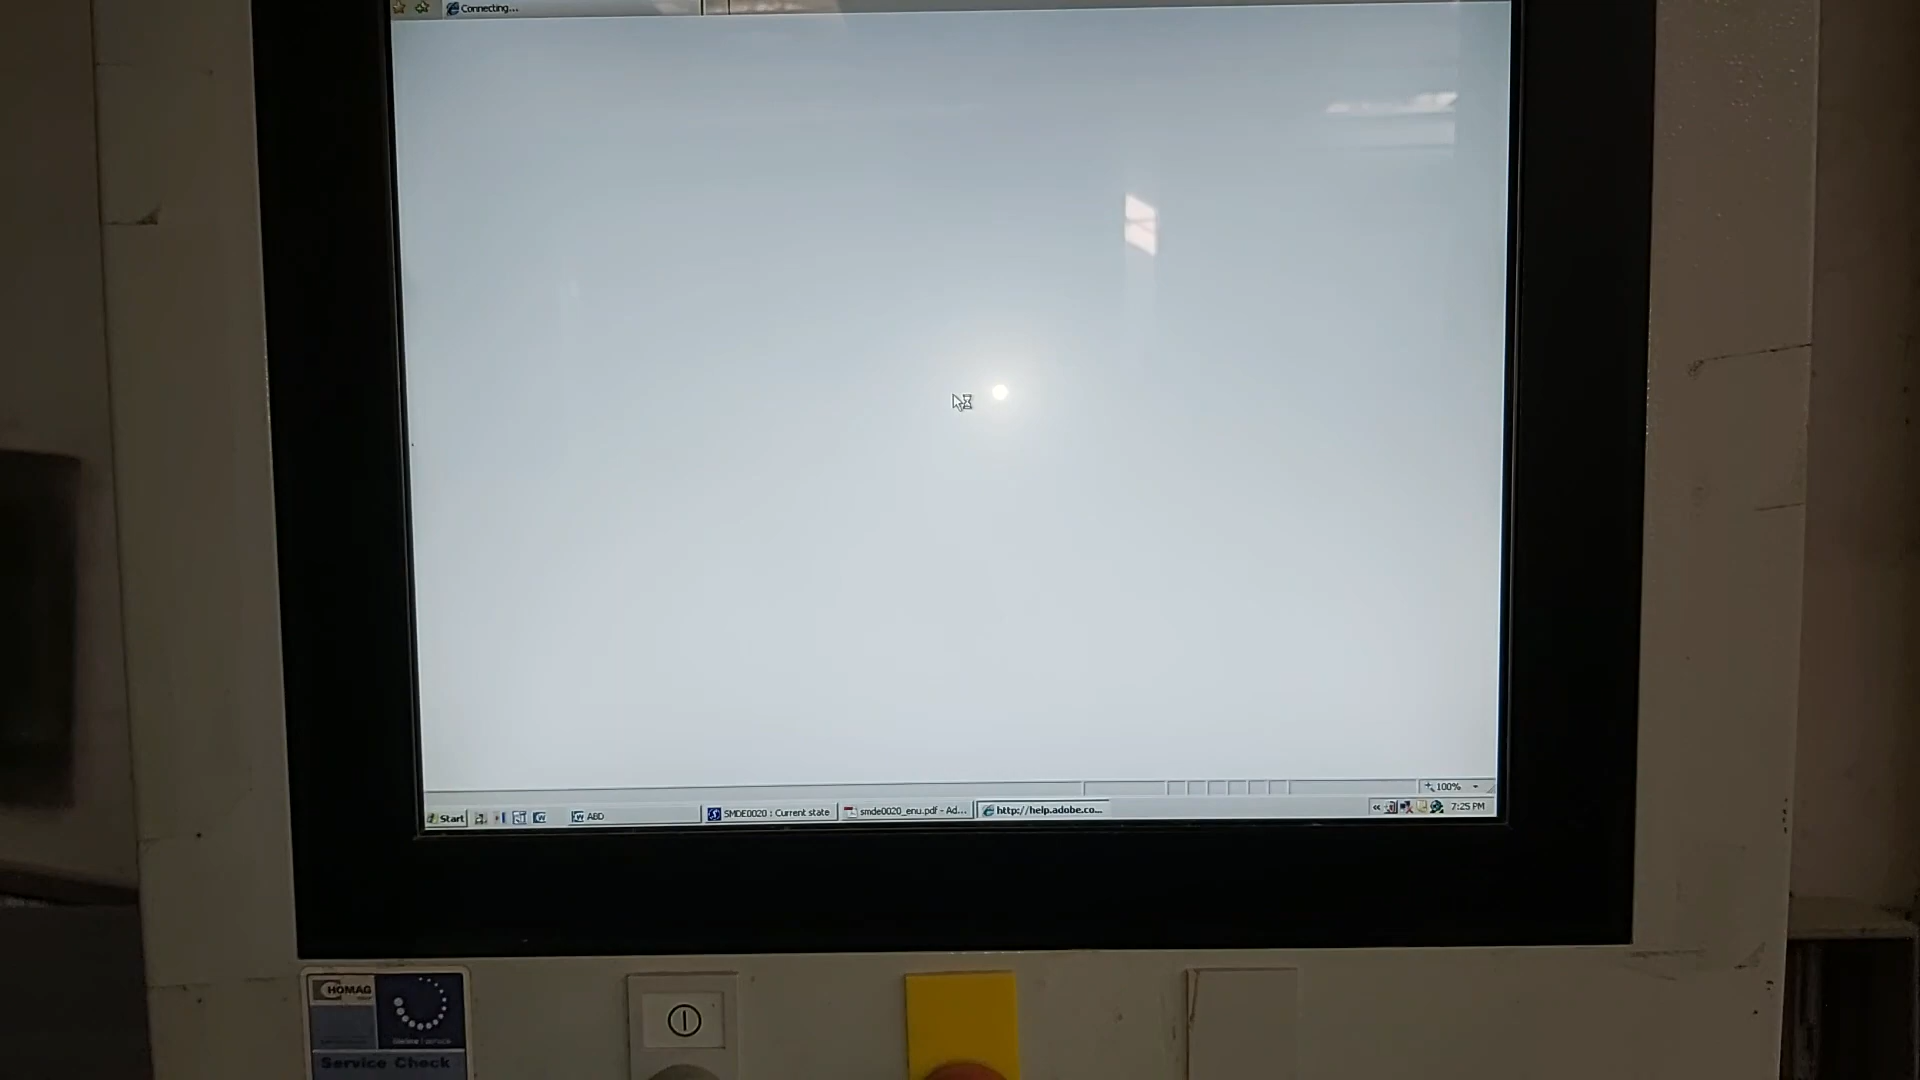 Connecting...
100%
Start
ABD
SMDE0020 : Current state
smde0020_enu.pdf - Ad...
http://help.adobe.co...
«
7:25 PM
HOMAG
Service Check